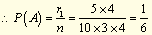 ∴ P(A) = r₁/n = (5 × 4)/(10 × 3 × 4) = 1/6